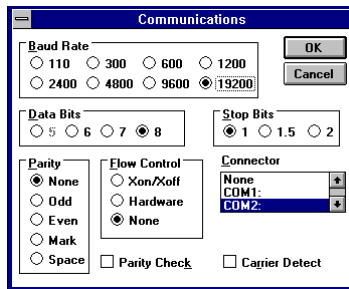 Communications
Baud Rate
110 300 600 1200
2400 4800 9600 19200
OK
Cancel
Data Bits
5 6 7 8
Stop Bits
1 1.5 2
Parity
None
Odd
Even
Mark
Space
Flow Control
Xon/Xoff
Hardware
None
Connector
None
COM1:
COM2:
Parity Check
Carrier Detect